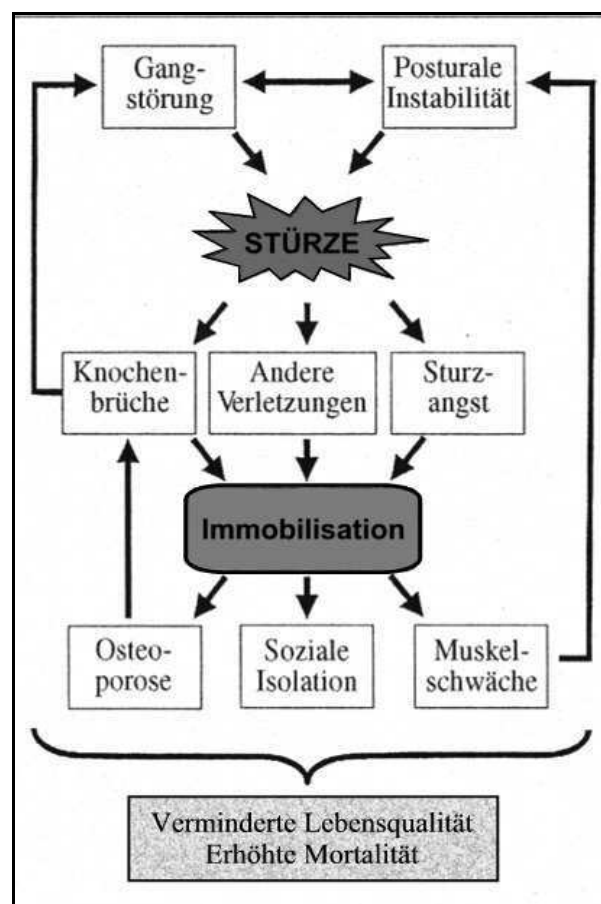 Gang-
störung
Posturale
Instabilität
STÜRZE
Knochen-
brüche
Andere
Verletzungen
Sturz-
angst
Immobilisation
Osteo-
porose
Soziale
Isolation
Muskel-
schwäche
Verminderte Lebensqualität
Erhöhte Mortalität